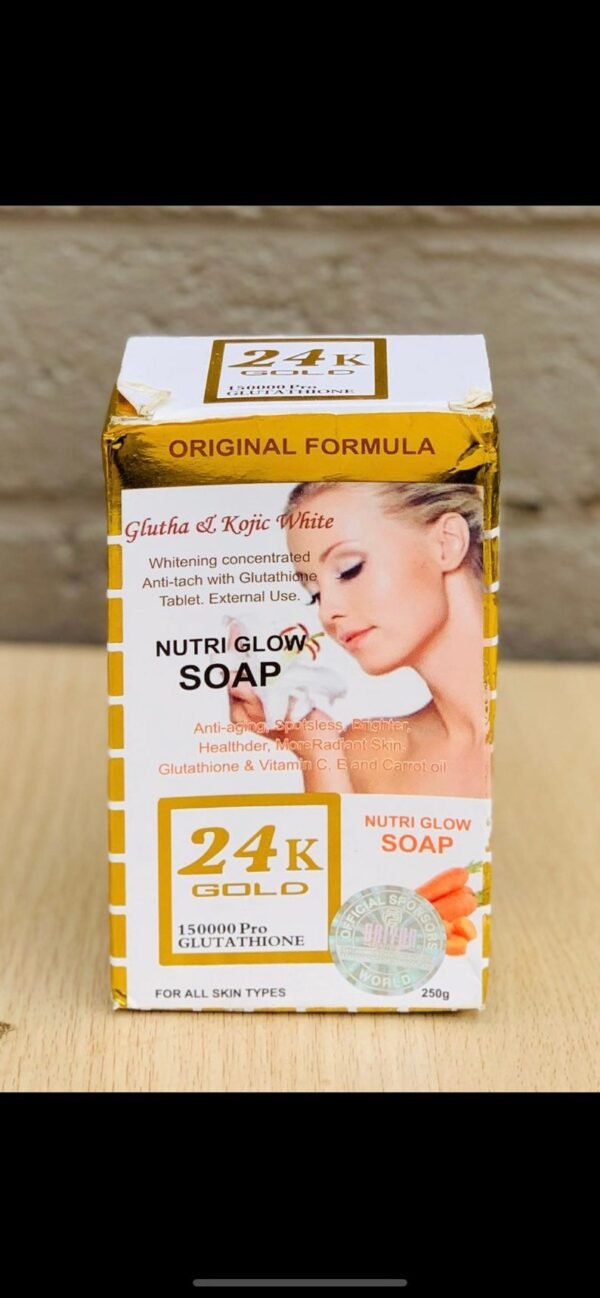 24K
GOLD
150000 Pro
GLUTATHIONE
ORIGINAL FORMULA
Glutha & Kojic White
Whitening concentrated
Anti-tach with Glutathione
Tablet. External Use.
NUTRI GLOW
SOAP
Anti-aging, Spotsless, Brighter,
Healthder, More Radiant Skin,
Glutathione & Vitamin C, E and Carrot oil
24K
GOLD
150000 Pro
GLUTATHIONE
NUTRI GLOW
SOAP
OFFICIAL SPONSORS
WORLD
FOR ALL SKIN TYPES
250g